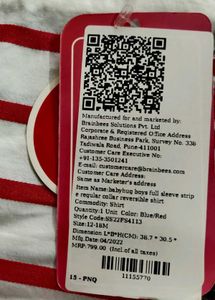 Manufactured for and marketed by:
Brainbees Solutions Pvt. Ltd
Corporate & Registered Office Address
Rajashree Business Park, Survey No. 338
Tadiwala Road, Pune-411001
Customer Care Executive No:
+91-135-3501241
E-mail:customercare@brainbees.com
Customer Care Address:
Same as Marketer's address
Item Name:babyhug boys full sleeve strip
e regular collar reversible shirt
Commodity: Shirt
Quantity:1 Unit. Color: Blue/Red
Style Code:SS22FS4113
Size:12-18M
Dimension L*B*H(CM): 38.7 * 30.5 *
Mfg.Date:04/2022
MRP:799.00 (Incl.of all taxes)
15 - PNQ
11155770